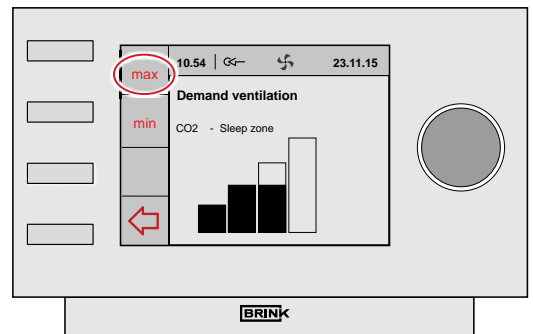 max
10.54 23.11.15
Demand ventilation
min
CO2 - Sleep zone
BRINK